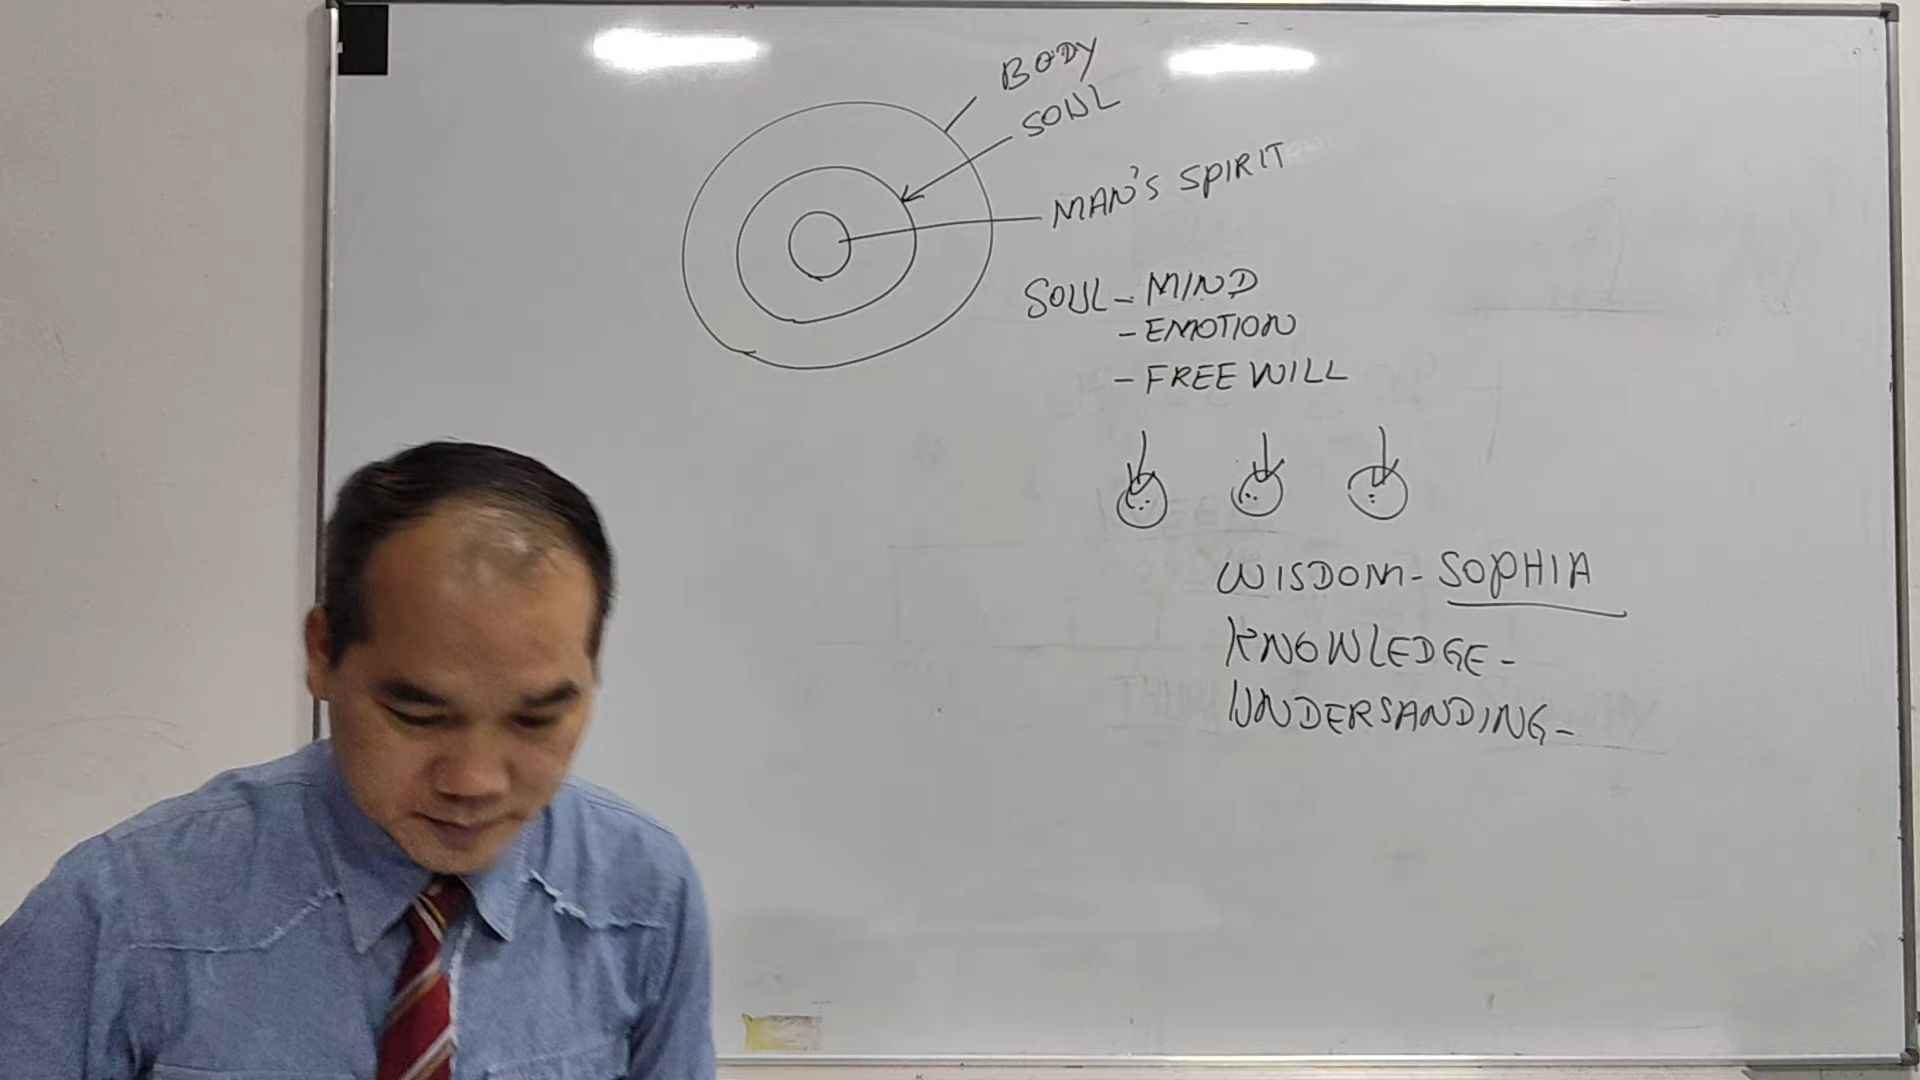 BODY
SOUL
MAN'S SPIRIT
SOUL - MIND
- EMOTION
- FREE WILL
WISDOM - SOPHIA
KNOWLEDGE -
UNDERSANDING -